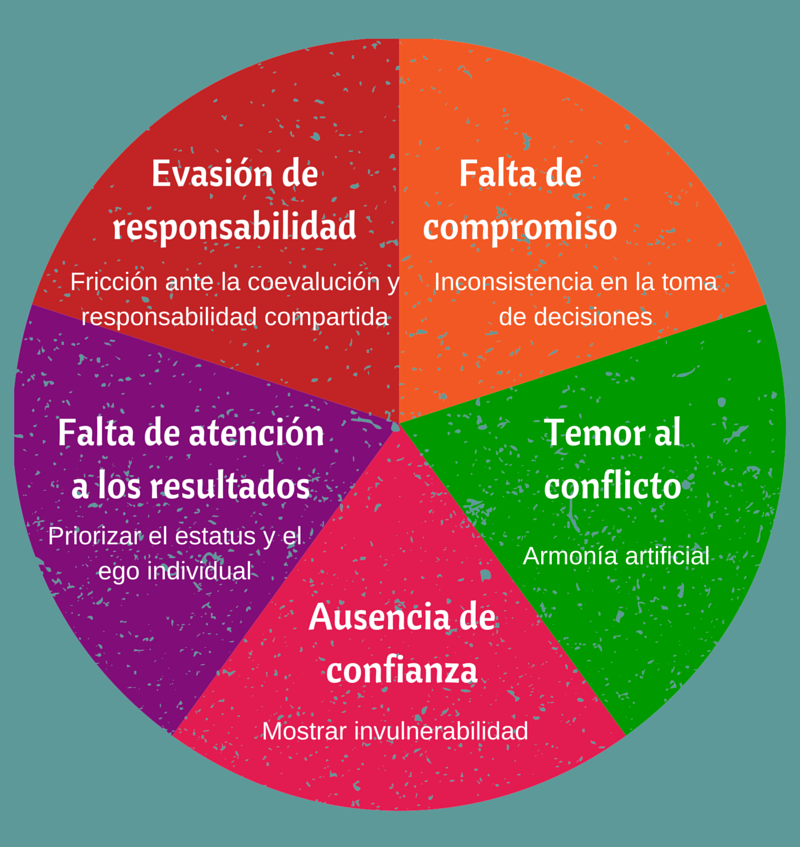 Evasión de
responsabilidad
Fricción ante la coevalución y
responsabilidad compartida
Falta de
compromiso
Inconsistencia en la toma
de decisiones
Falta de atención
a los resultados
Priorizar el estatus y el
ego individual
Temor al
conflicto
Armonía artificial
Ausencia de
confianza
Mostrar invulnerabilidad